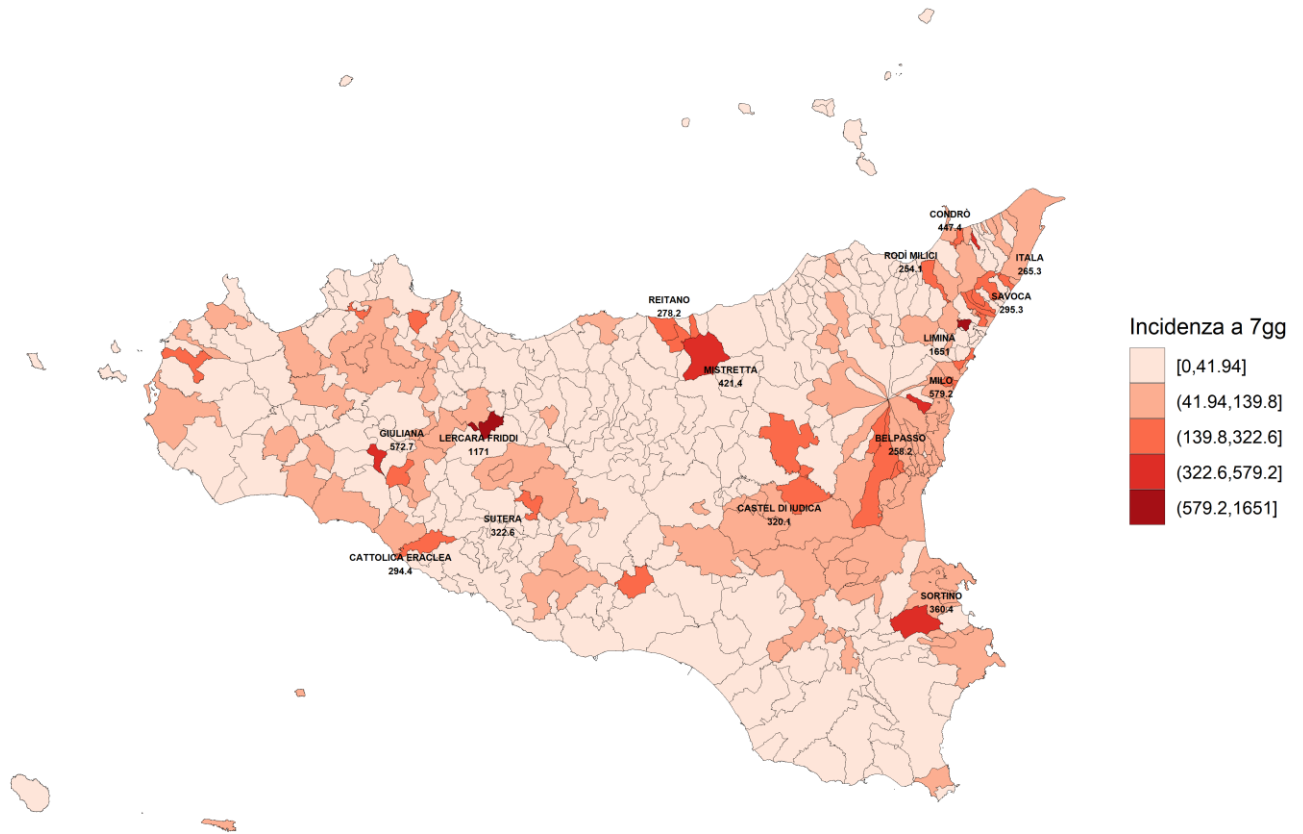 CONDRÒ
447.4
RODÌ MILICI
254.1
ITALA
265.3
SAVOCA
295.3
REITANO
278.2
LIMINA
1651
MISTRETTA
421.4
MILO
579.2
GIULIANA
572.7
LERCARA FRIDDI
1171
BELPASSO
258.2
SUTERA
322.6
CASTEL DI IUDICA
320.1
CATTOLICA ERACLEA
294.4
SORTINO
360.4
Incidenza a 7gg
[0,41.94]
(41.94,139.8]
(139.8,322.6]
(322.6,579.2]
(579.2,1651]